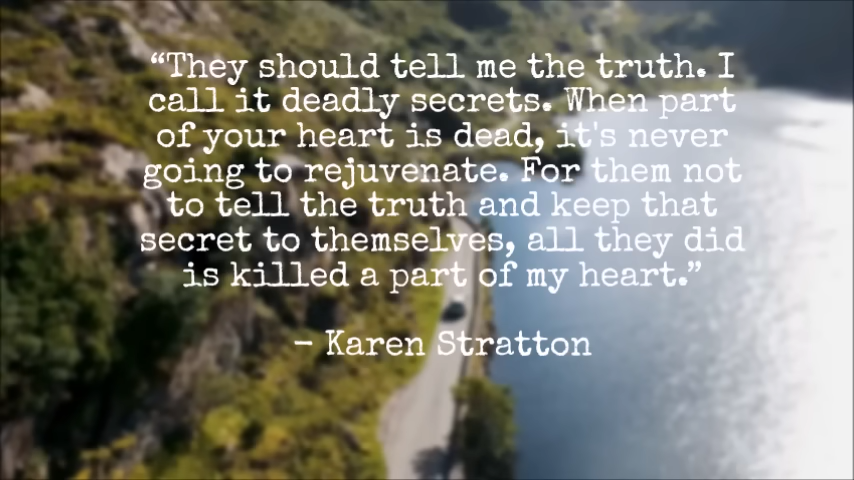 “They should tell me the truth. I
call it deadly secrets. When part
of your heart is dead, it's never
going to rejuvenate. For them not
to tell the truth and keep that
secret to themselves, all they did
is killed a part of my heart.”
– Karen Stratton